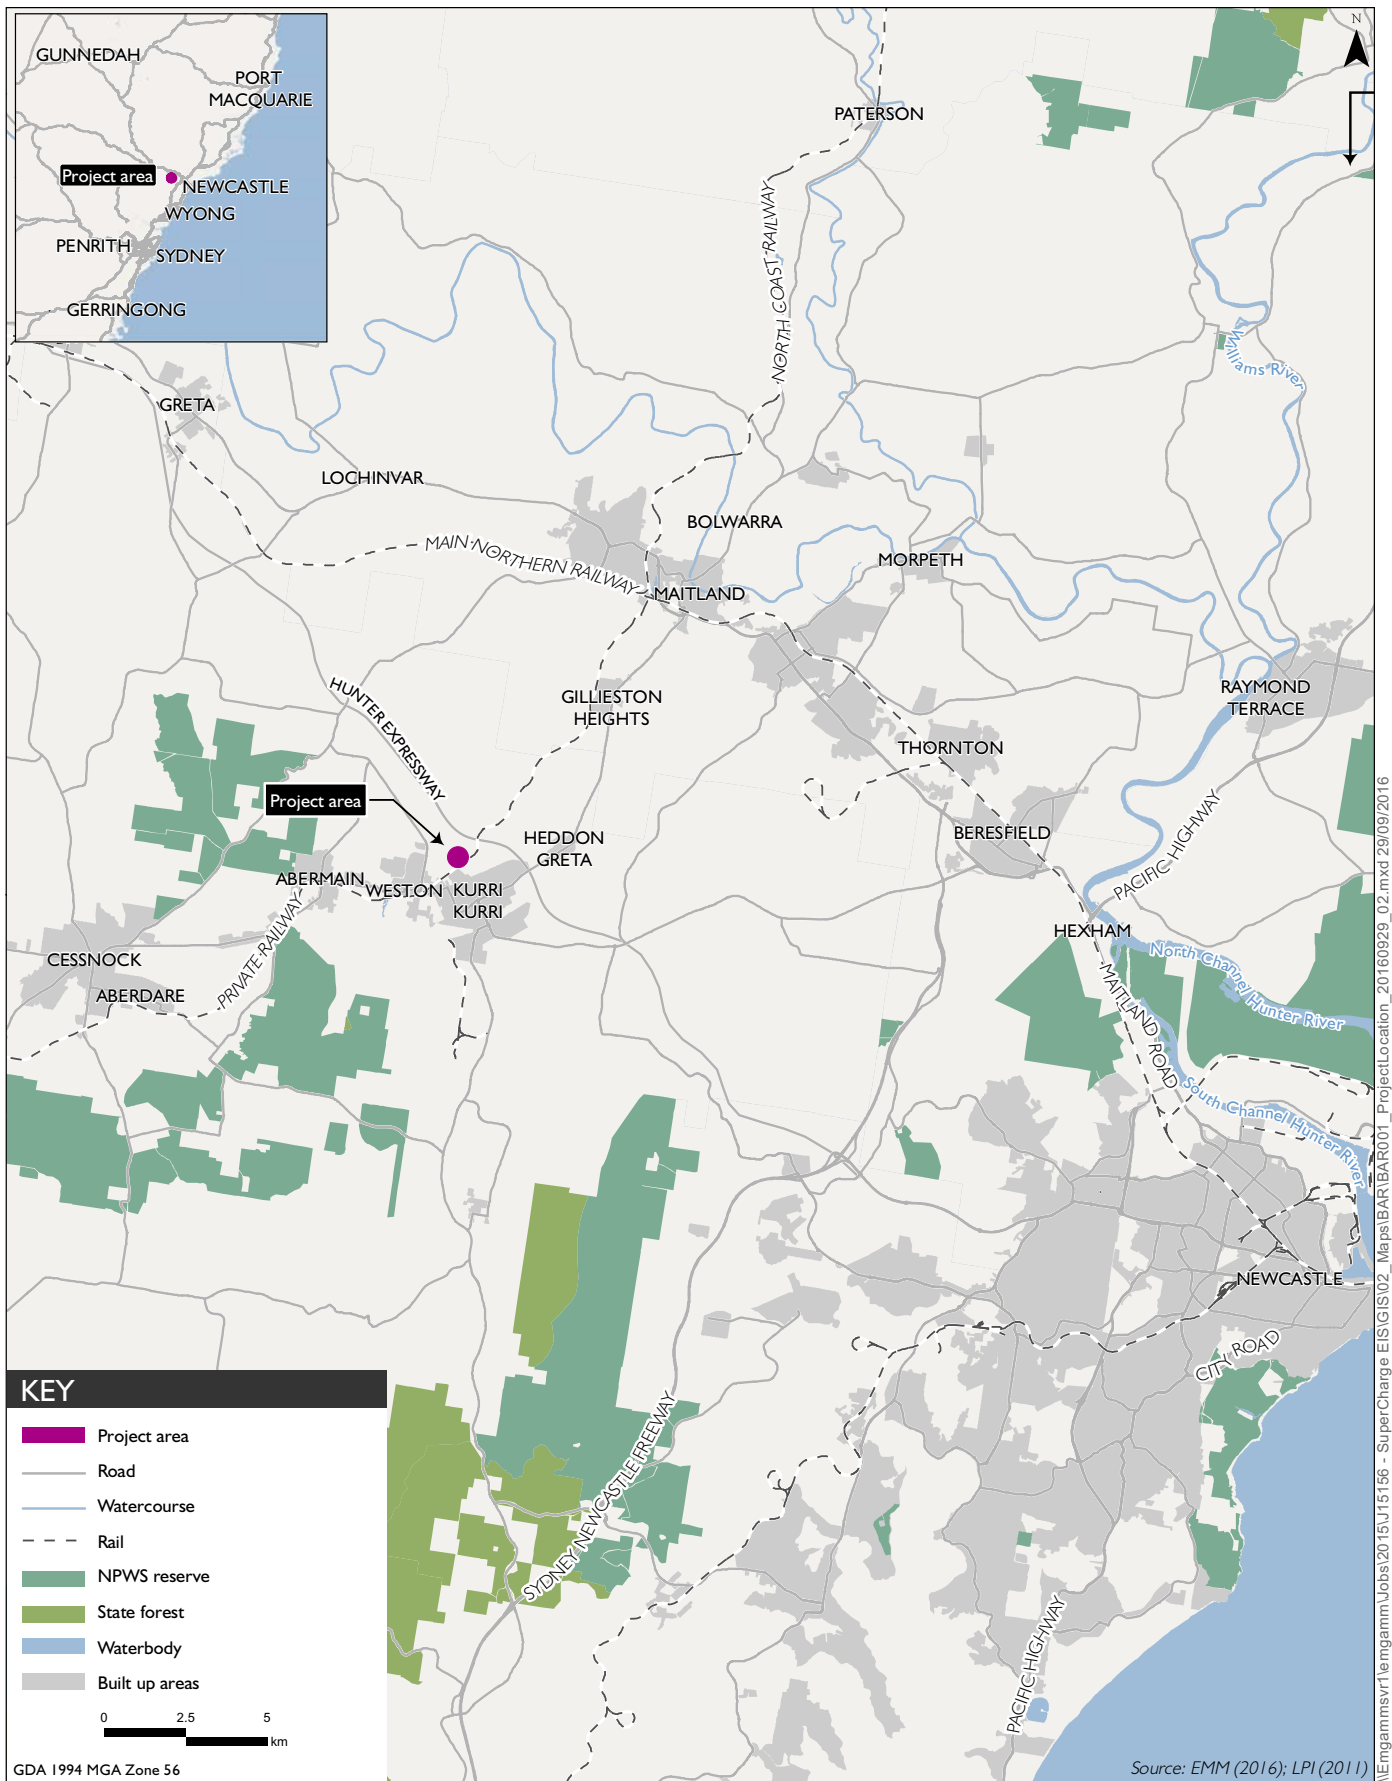 GUNNEDAH
PORT
MACQUARIE
Project area
NEWCASTLE
WYONG
PENRITH
SYDNEY
GERRINGONG
N
PATERSON
NORTH COAST RAILWAY
Williams River
GRETA
LOCHINVAR
BOLWARRA
MAIN NORTHERN RAILWAY
MORPETH
MAITLAND
HUNTER EXPRESSWAY
GILLIESTON
HEIGHTS
RAYMOND
TERRACE
THORNTON
Project area
PACIFIC HIGHWAY
HEDDON
GRETA
BERESFIELD
ABERMAIN
WESTON
KURRI
KURRI
PRIVATE RAILWAY
HEXHAM
CESSNOCK
ABERDARE
North Channel Hunter River
MAITLAND ROAD
South Channel Hunter River
NEWCASTLE
CITY ROAD
SYDNEY NEWCASTLE FREEWAY
PACIFIC HIGHWAY
KEY
Project area
Road
Watercourse
Rail
NPWS reserve
State forest
Waterbody
Built up areas
0 2.5 5
km
GDA 1994 MGA Zone 56
Source: EMM (2016); LPI (2011)
\\Emgammsvr1\emgamm\Jobs\2015\J15156 - SuperCharge EIS\GIS\02_Maps\BAR\BAR001_ProjectLocation_20160929_02.mxd 29/09/2016